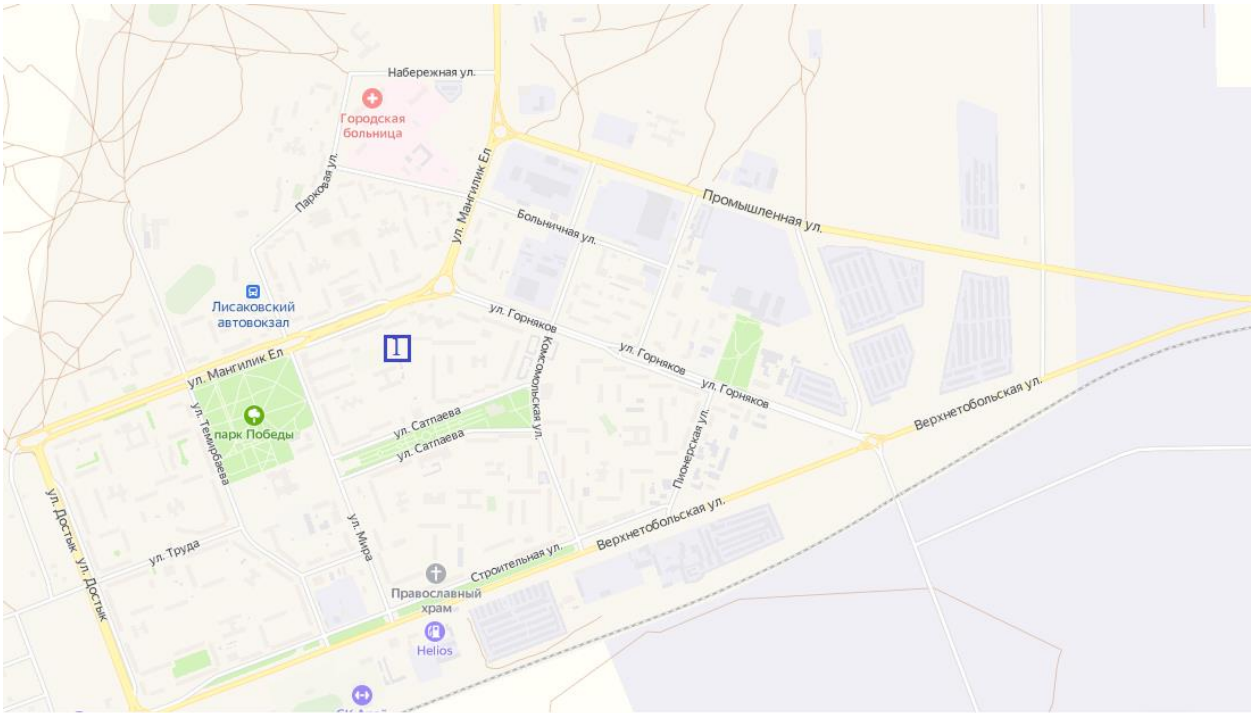 Набережная ул.
Городская
больница
Парковая ул.
ул. Мангилик Ел
Промышленная ул.
Больничная ул.
Лисаковский
автовокзал
ул. Горняков
1
Комсомольская ул.
ул. Горняков
ул. Мангилик Ел
ул. Горняков
Верхнетобольская ул.
ул. Сатпаева
парк Победы
ул. Сатпаева
ул. Темирбаева
Пионерская ул.
ул. Достык
ул. Мира
Верхнетобольская ул.
ул. Труда
Строительная ул.
ул. Достык
Православный
храм
Helios